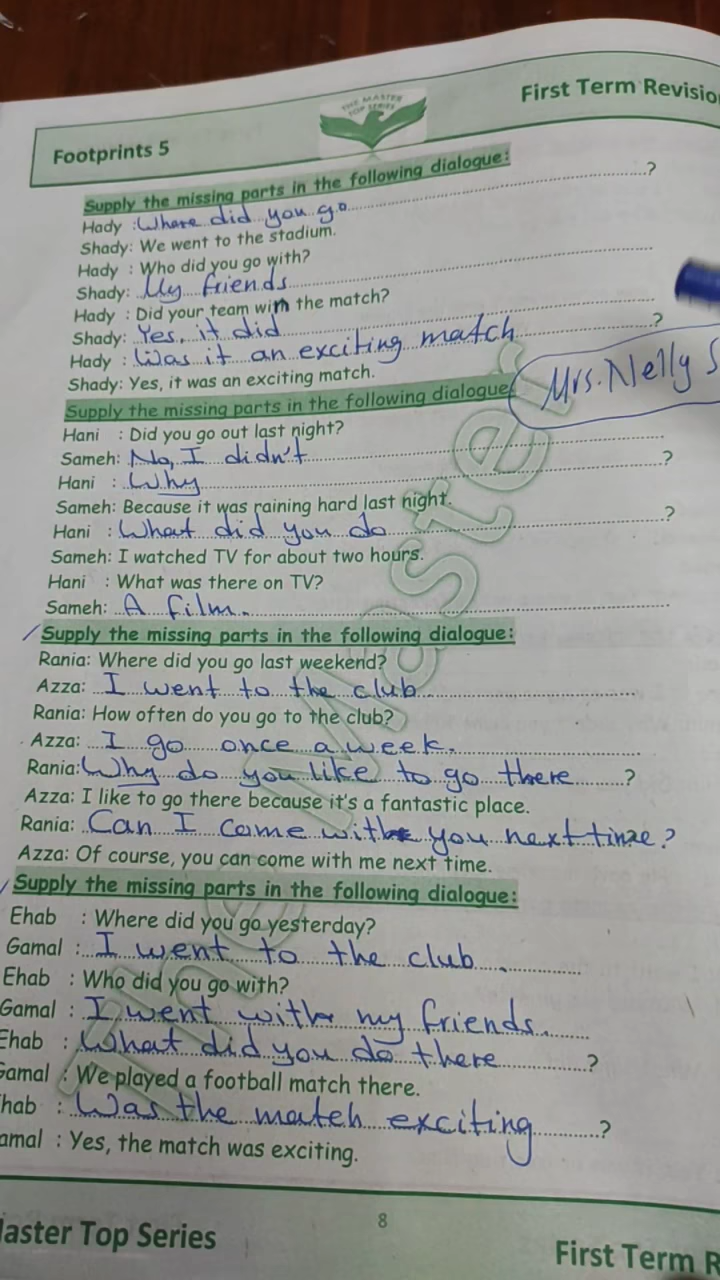 THE MASTER
TOP SERIES
First Term Revisio
Footprints 5
Supply the missing parts in the following dialogue:
Hady : Where did you go ?
Shady: We went to the stadium.
Hady : Who did you go with?
Shady: My friends
Hady : Did your team win the match?
Shady: Yes, it did
Hady : Was it an exciting match ?
Shady: Yes, it was an exciting match.
Mrs. Nelly S
Supply the missing parts in the following dialogue
Hani : Did you go out last night?
Sameh: No, I didn't
Hani : Why ?
Sameh: Because it was raining hard last night.
Hani : What did you do ?
Sameh: I watched TV for about two hours.
Hani : What was there on TV?
Sameh: A film.
Supply the missing parts in the following dialogue:
Rania: Where did you go last weekend?
Azza: I went to the club
Rania: How often do you go to the club?
Azza: I go once a week.
Rania: Why do you like to go there ?
Azza: I like to go there because it's a fantastic place.
Rania: Can I come with you next time?
Azza: Of course, you can come with me next time.
Supply the missing parts in the following dialogue:
Ehab : Where did you go yesterday?
Gamal : I went to the club.
Ehab : Who did you go with?
Gamal : I went with my friends.
Ehab : What did you do there ?
Gamal : We played a football match there.
hab : Was the match exciting ?
amal : Yes, the match was exciting.
The Master
8
Master Top Series
First Term R